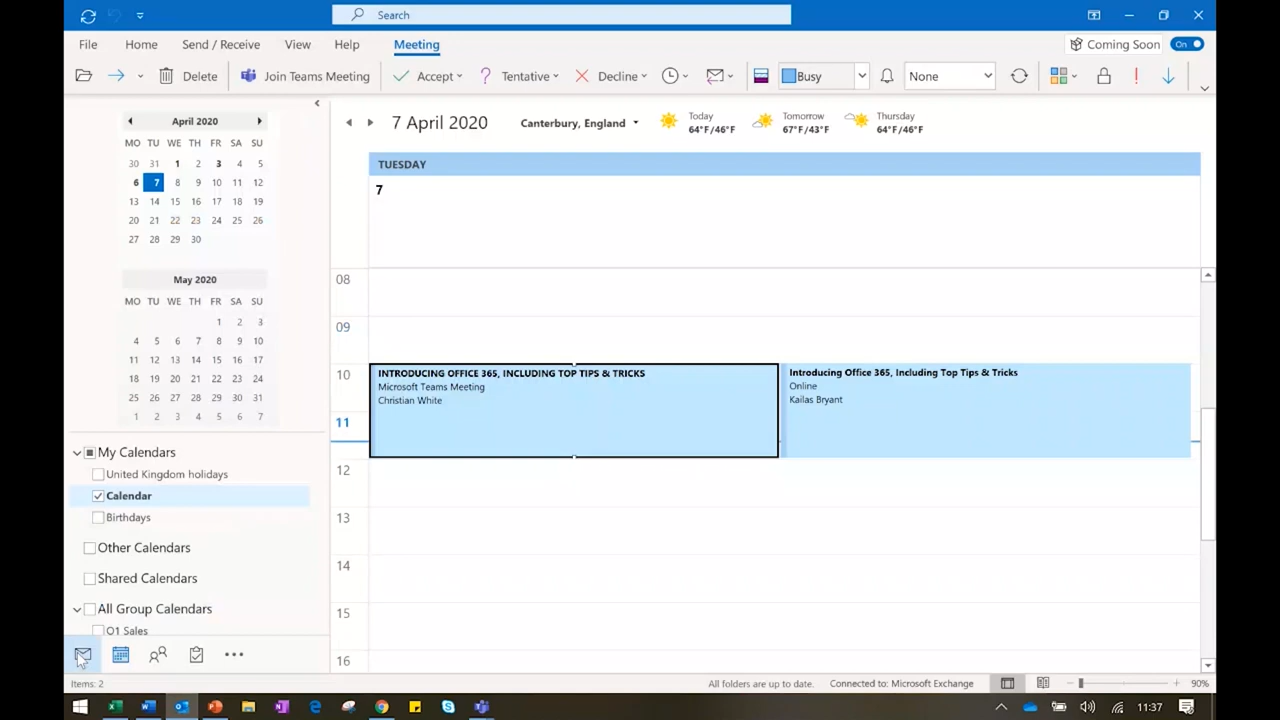 Search
File Home Send / Receive View Help Meeting Coming Soon On
Delete Join Teams Meeting Accept Tentative Decline Busy None
April 2020
MO TU WE TH FR SA SU
30 31 1 2 3 4 5
6 7 8 9 10 11 12
13 14 15 16 17 18 19
20 21 22 23 24 25 26
27 28 29 30
May 2020
MO TU WE TH FR SA SU
1 2 3
4 5 6 7 8 9 10
11 12 13 14 15 16 17
18 19 20 21 22 23 24
25 26 27 28 29 30 31
1 2 3 4 5 6 7
My Calendars
United Kingdom holidays
Calendar
Birthdays
Other Calendars
Shared Calendars
All Group Calendars
Q1 Sales
7 April 2020
Canterbury, England
Today
64°F/46°F
Tomorrow
67°F/43°F
Thursday
64°F/46°F
TUESDAY
7
08
09
10
11
12
13
14
15
16
INTRODUCING OFFICE 365, INCLUDING TOP TIPS & TRICKS
Microsoft Teams Meeting
Christian White
Introducing Office 365, Including Top Tips & Tricks
Online
Kailas Bryant
Items: 2
All folders are up to date.
Connected to: Microsoft Exchange
90%
11:37